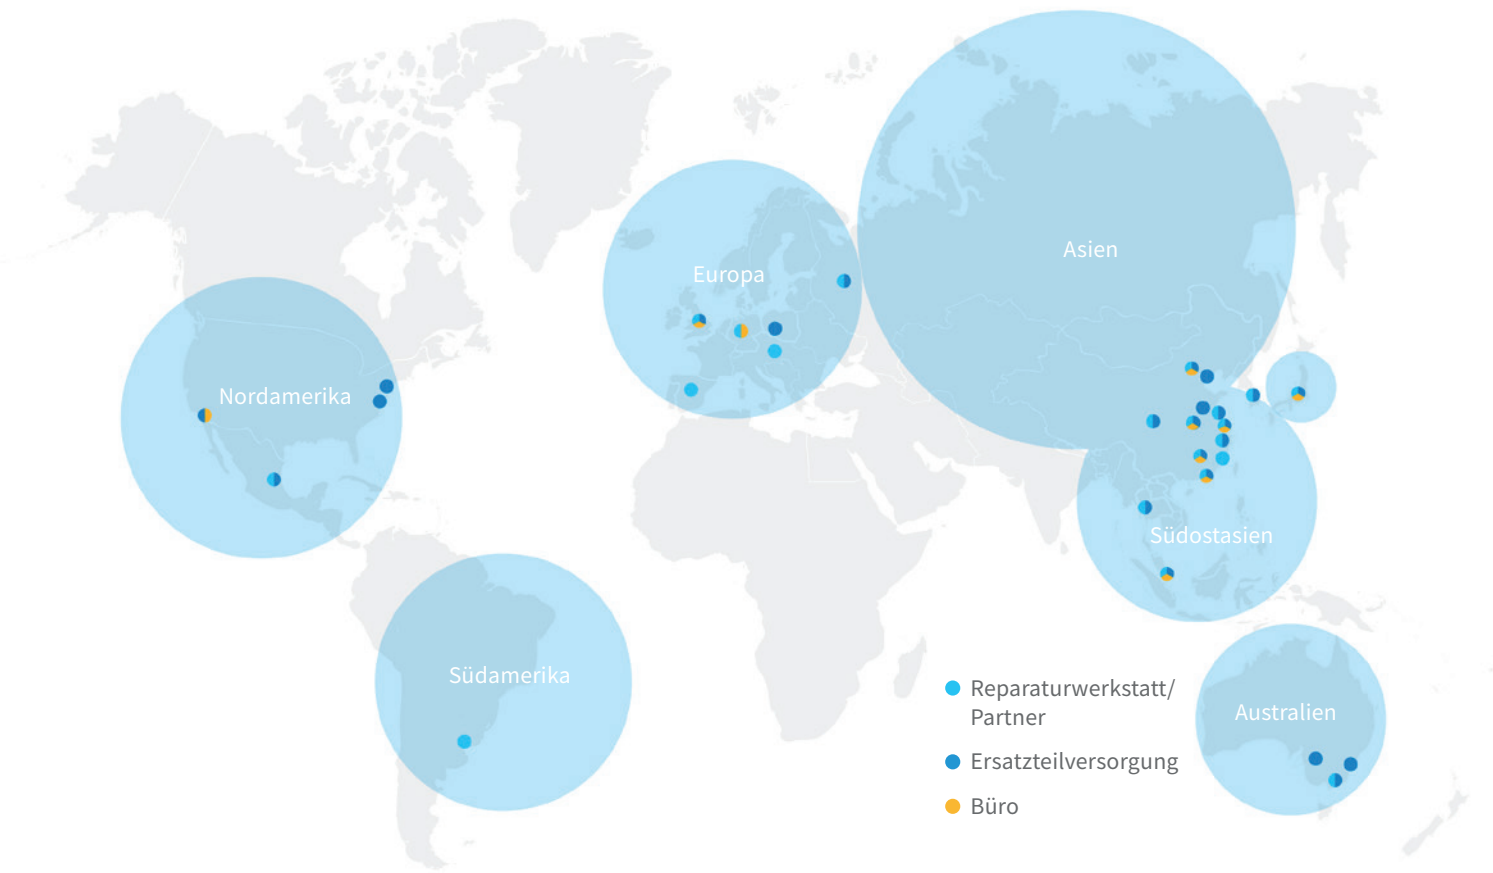 Asien
Europa
Nordamerika
Südostasien
Südamerika
Australien
Reparaturwerkstatt/
Partner
Ersatzteilversorgung
Büro